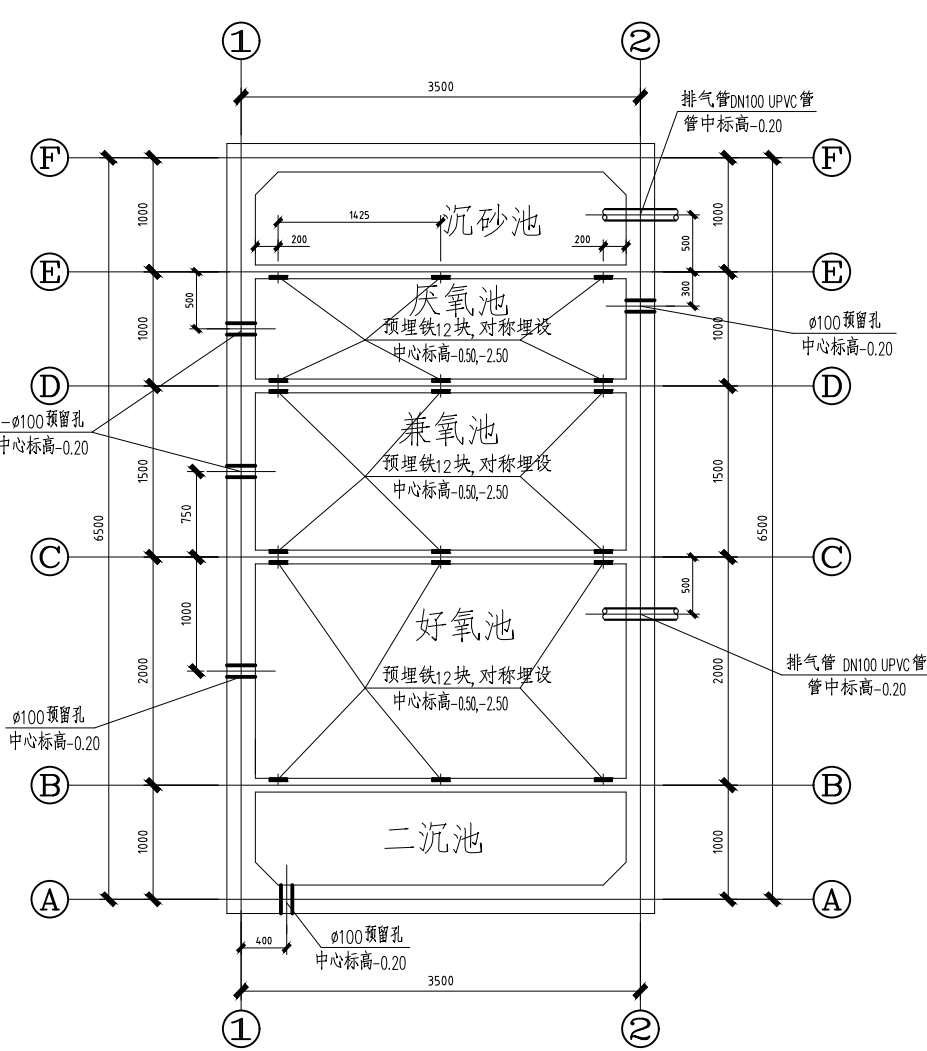 1
2
3500
排气管DN100 UPVC管
管中标高-0.20
F
F
1000
1000
1425
沉砂池
200
200
500
E
E
500
1000
厌氧池
300
1000
预埋铁12块,对称埋设
中心标高-0.50,-2.50
ø100预留孔
中心标高-0.20
D
D
-ø100预留孔
中心标高-0.20
兼氧池
预埋铁12块,对称埋设
中心标高-0.50,-2.50
1500
1500
750
6500
6500
C
C
500
1000
好氧池
2000
2000
预埋铁12块,对称埋设
中心标高-0.50,-2.50
排气管 DN100 UPVC管
管中标高-0.20
ø100预留孔
中心标高-0.20
B
B
1000
1000
二沉池
A
A
400
ø100预留孔
中心标高-0.20
3500
1
2